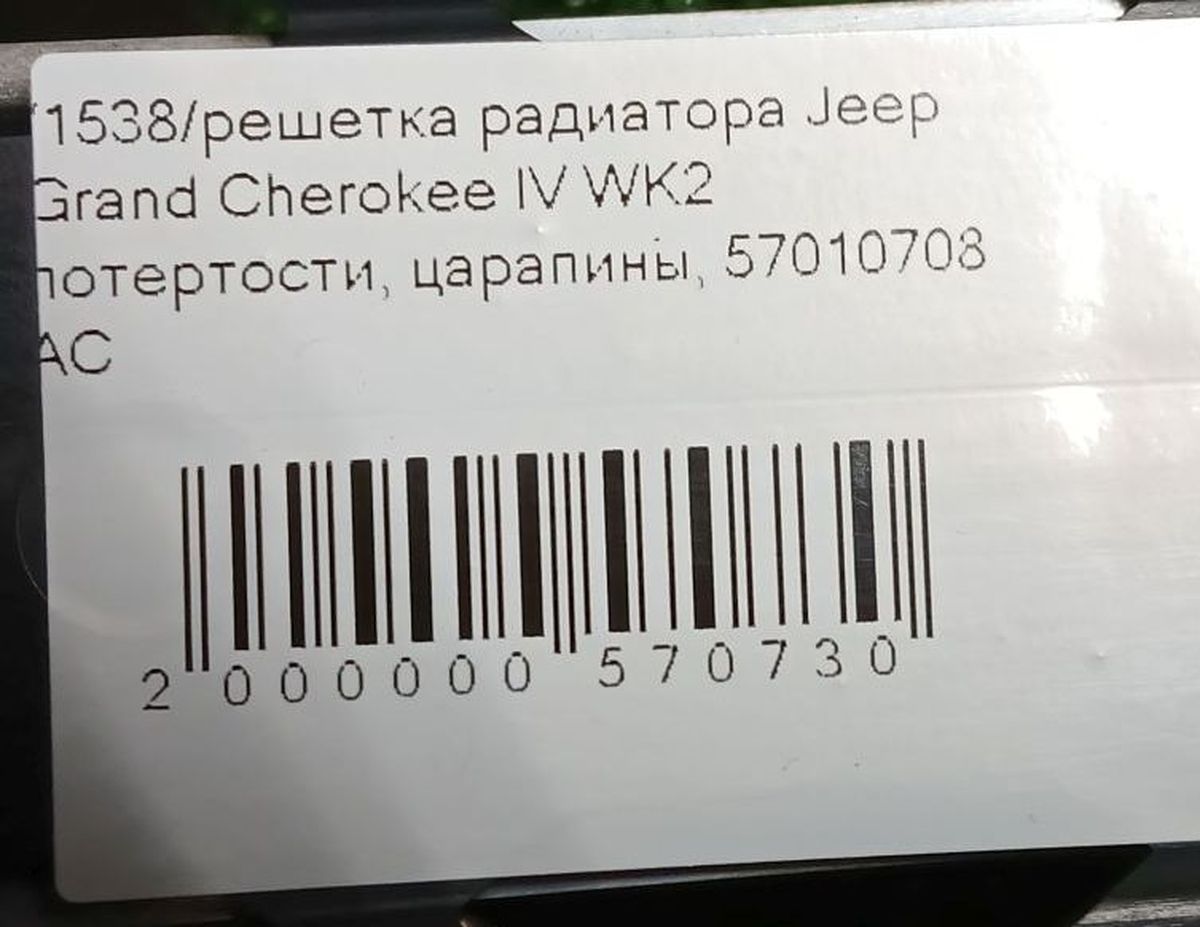 1538/решетка радиатора Jeep
Grand Cherokee IV WK2
потертости, царапины, 57010708
AC
2 000000 570730